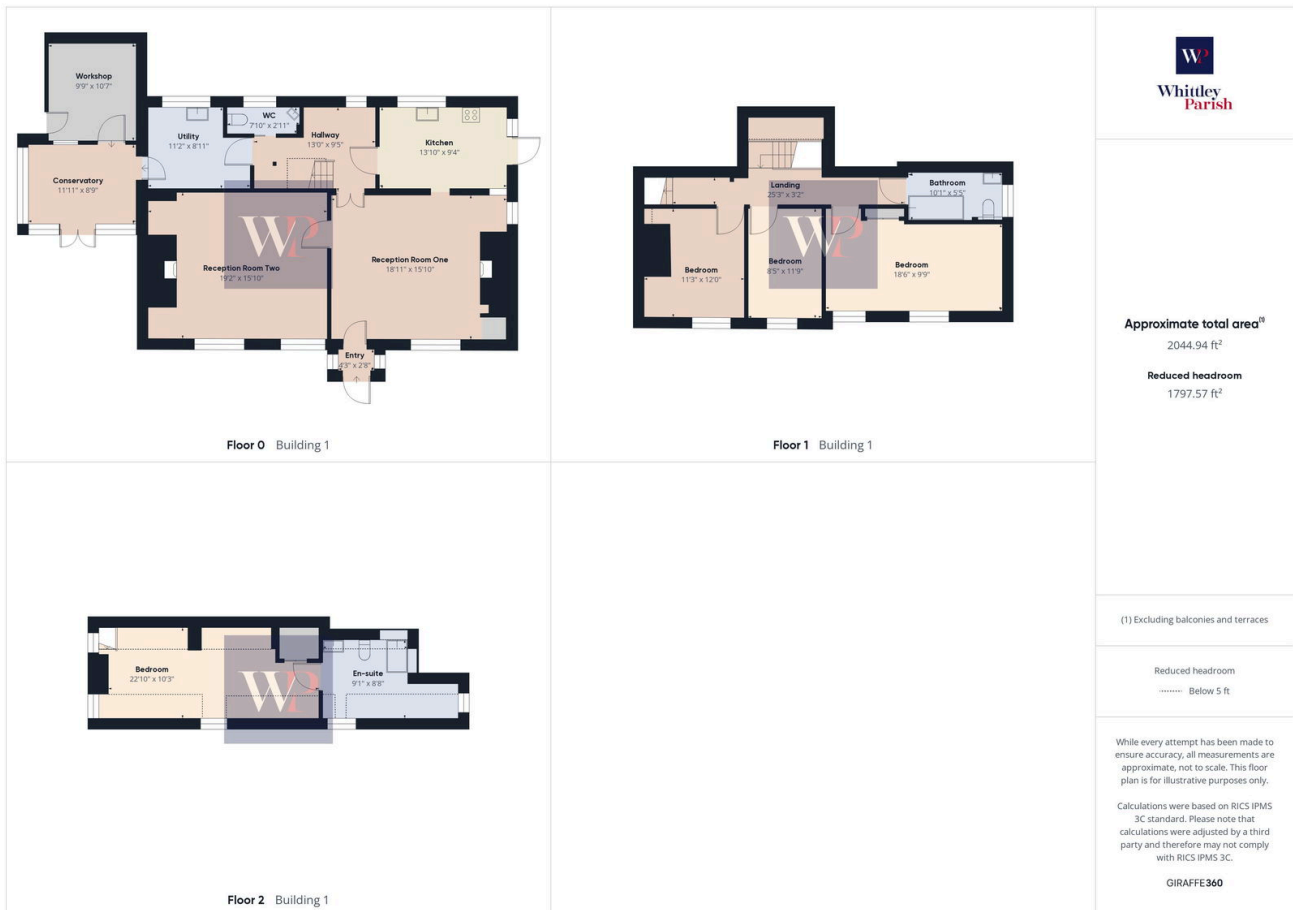 Workshop
9'9" x 10'7"
WC
7'10" x 2'11"
Utility
11'2" x 8'11"
Hallway
13'0" x 9'5"
Kitchen
13'10" x 9'4"
Conservatory
11'11" x 8'9"
WP
Reception Room Two
19'2" x 15'10"
Reception Room One
18'11" x 15'10"
Entry
4'3" x 2'8"
Floor 0 Building 1
Landing
25'3" x 3'2"
Bathroom
10'1" x 5'5"
WP
Bedroom
11'3" x 12'0"
Bedroom
8'5" x 11'9"
Bedroom
18'6" x 9'9"
Floor 1 Building 1
Bedroom
22'10" x 10'3"
WP
En-suite
9'1" x 8'8"
Floor 2 Building 1
WP
Whittley
Parish
Approximate total area(1)
2044.94 ft²
Reduced headroom
1797.57 ft²
(1) Excluding balconies and terraces
Reduced headroom
Below 5 ft
While every attempt has been made to
ensure accuracy, all measurements are
approximate, not to scale. This floor
plan is for illustrative purposes only.
Calculations were based on RICS IPMS
3C standard. Please note that
calculations were adjusted by a third
party and therefore may not comply
with RICS IPMS 3C.
GIRAFFE360